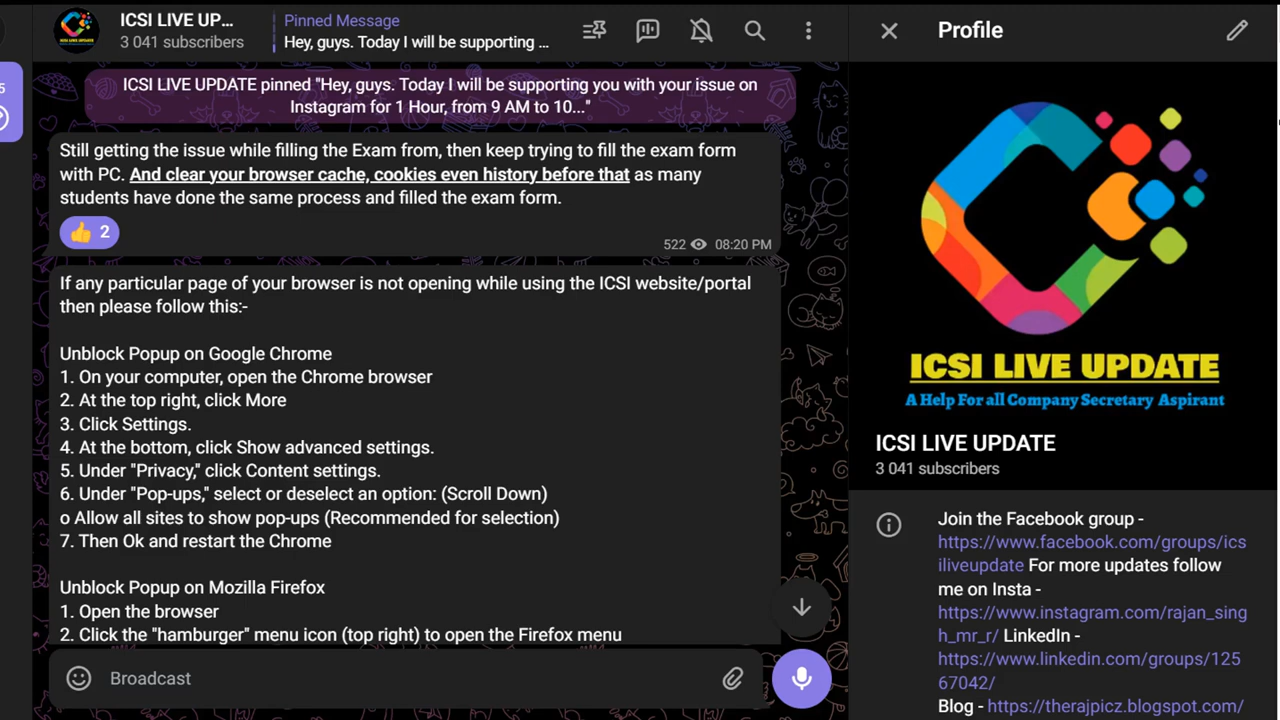 ICSI LIVE UP...
3 041 subscribers
Pinned Message
Hey, guys. Today I will be supporting ...
ICSI LIVE UPDATE pinned "Hey, guys. Today I will be supporting you with your issue on
Instagram for 1 Hour, from 9 AM to 10..."
Still getting the issue while filling the Exam from, then keep trying to fill the exam form
with PC. And clear your browser cache, cookies even history before that as many
students have done the same process and filled the exam form.
👍 2
522 08:20 PM
If any particular page of your browser is not opening while using the ICSI website/portal
then please follow this:-
Unblock Popup on Google Chrome
1. On your computer, open the Chrome browser
2. At the top right, click More
3. Click Settings.
4. At the bottom, click Show advanced settings.
5. Under "Privacy," click Content settings.
6. Under "Pop-ups," select or deselect an option: (Scroll Down)
o Allow all sites to show pop-ups (Recommended for selection)
7. Then Ok and restart the Chrome
Unblock Popup on Mozilla Firefox
1. Open the browser
2. Click the "hamburger" menu icon (top right) to open the Firefox menu
Broadcast
5
Profile
ICSI LIVE UPDATE
A Help For all Company Secretary Aspirant
ICSI LIVE UPDATE
3 041 subscribers
Join the Facebook group -
https://www.facebook.com/groups/ics
iliveupdate For more updates follow
me on Insta -
https://www.instagram.com/rajan_sing
h_mr_r/ LinkedIn -
https://www.linkedin.com/groups/125
67042/
Blog - https://therajpicz.blogspot.com/